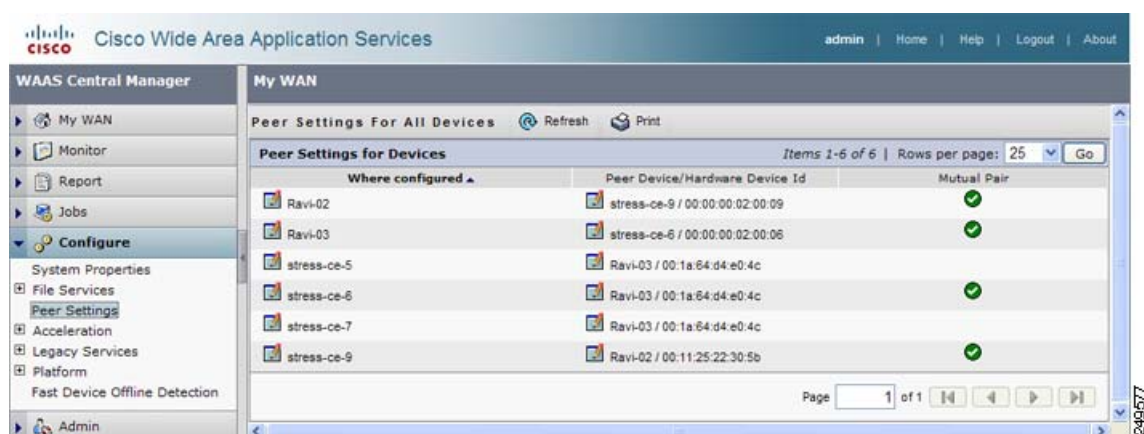 CISCO Cisco Wide Area Application Services admin | Home | Help | Logout | About
WAAS Central Manager
My WAN
My WAN
Monitor
Report
Jobs
Configure
System Properties
File Services
Peer Settings
Acceleration
Legacy Services
Platform
Fast Device Offline Detection
Admin
Peer Settings For All Devices Refresh Print
Peer Settings for Devices Items 1-6 of 6 | Rows per page: 25 Go
Where configured Peer Device/Hardware Device Id Mutual Pair
Ravi-02 stress-ce-9 / 00:00:00:02:00:09
Ravi-03 stress-ce-6 / 00:00:00:02:00:06
stress-ce-5 Ravi-03 / 00:1a:64:d4:e0:4c
stress-ce-6 Ravi-03 / 00:1a:64:d4:e0:4c
stress-ce-7 Ravi-03 / 00:1a:64:d4:e0:4c
stress-ce-9 Ravi-02 / 00:11:25:22:30:5b
Page 1 of 1
249577